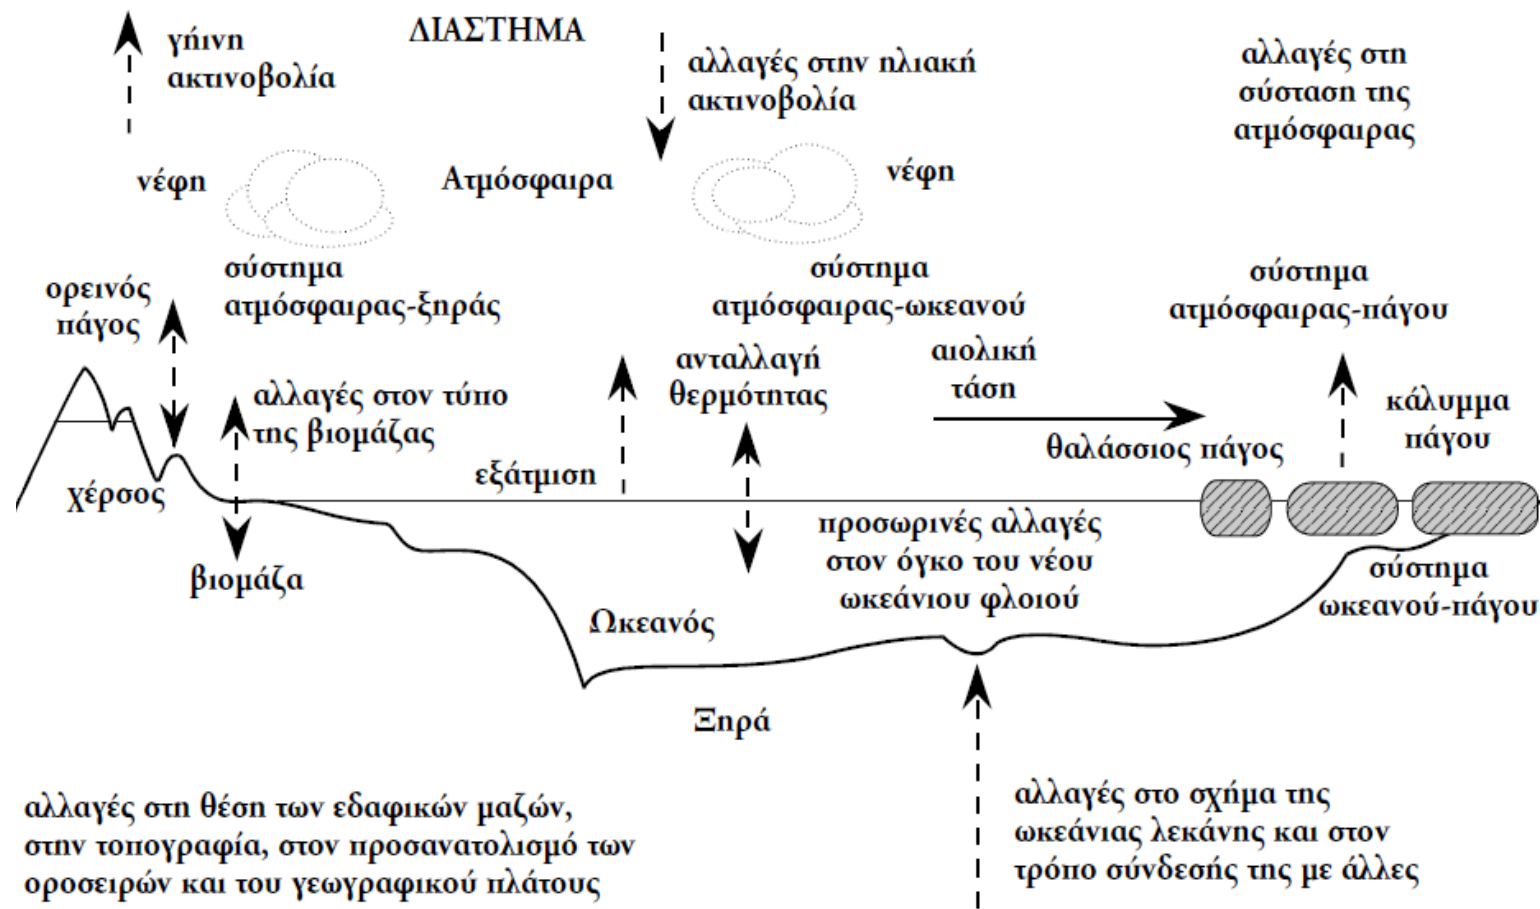 γήινη
ακτινοβολία
ΔΙΑΣΤΗΜΑ
αλλαγές στην ηλιακή
ακτινοβολία
αλλαγές στη
σύσταση της
ατμόσφαιρας
νέφη
Ατμόσφαιρα
νέφη
σύστημα
ατμόσφαιρας-ξηράς
σύστημα
ατμόσφαιρας-ωκεανού
σύστημα
ατμόσφαιρας-πάγου
ορεινός
πάγος
αλλαγές στον τύπο
της βιομάζας
ανταλλαγή
θερμότητας
αιολική
τάση
κάλυμμα
πάγου
θαλάσσιος πάγος
εξάτμιση
χέρσος
βιομάζα
προσωρινές αλλαγές
στον όγκο του νέου
ωκεάνιου φλοιού
σύστημα
ωκεανού-πάγου
Ωκεανός
Ξηρά
αλλαγές στη θέση των εδαφικών μαζών,
στην τοπογραφία, στον προσανατολισμό των
οροσειρών και του γεωγραφικού πλάτους
αλλαγές στο σχήμα της
ωκεάνιας λεκάνης και στον
τρόπο σύνδεσής της με άλλες